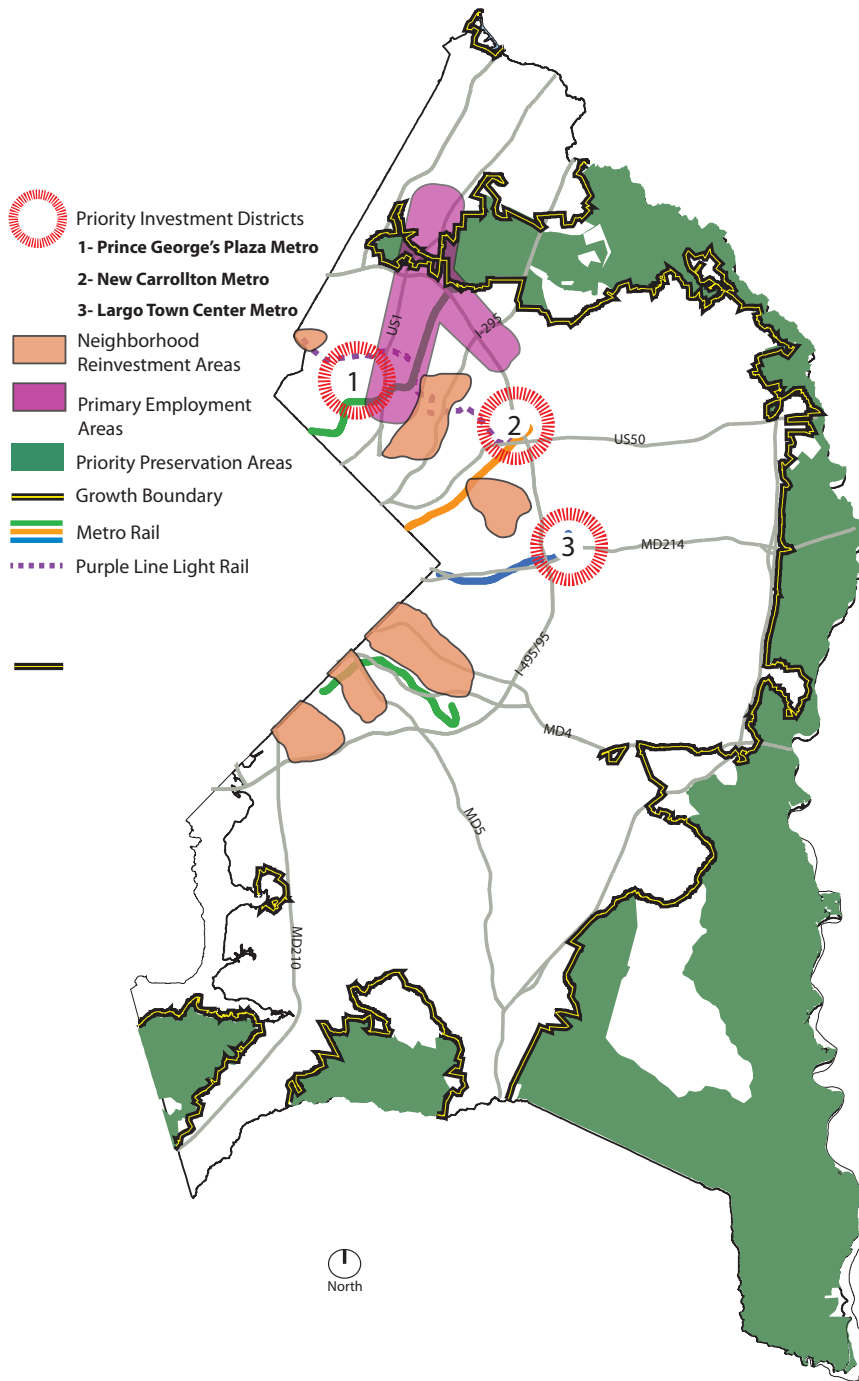 Priority Investment Districts
1- Prince George's Plaza Metro
2- New Carrollton Metro
3- Largo Town Center Metro
Neighborhood
Reinvestment Areas
Primary Employment
Areas
Priority Preservation Areas
Growth Boundary
Metro Rail
Purple Line Light Rail
US1
I-295
1
2
US50
3
MD214
I-495/95
MD4
MD5
MD210
North